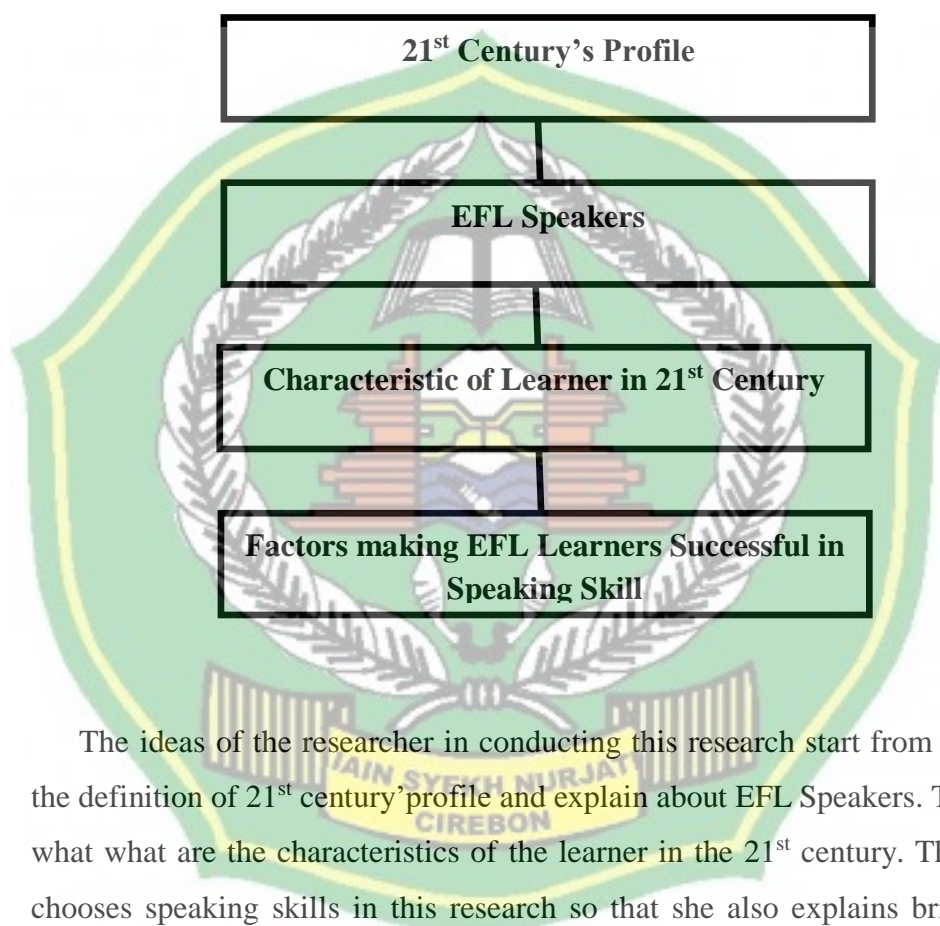 21st Century’s Profile
EFL Speakers
Characteristic of Learner in 21st Century
Factors making EFL Learners Successful in
Speaking Skill
The ideas of the researcher in conducting this research start from
the definition of 21st century’profile and explain about EFL Speakers.
what what are the characteristics of the learner in the 21st century.
chooses speaking skills in this research so that she also explains
IAIN SYEKH NURJATI
CIREBON